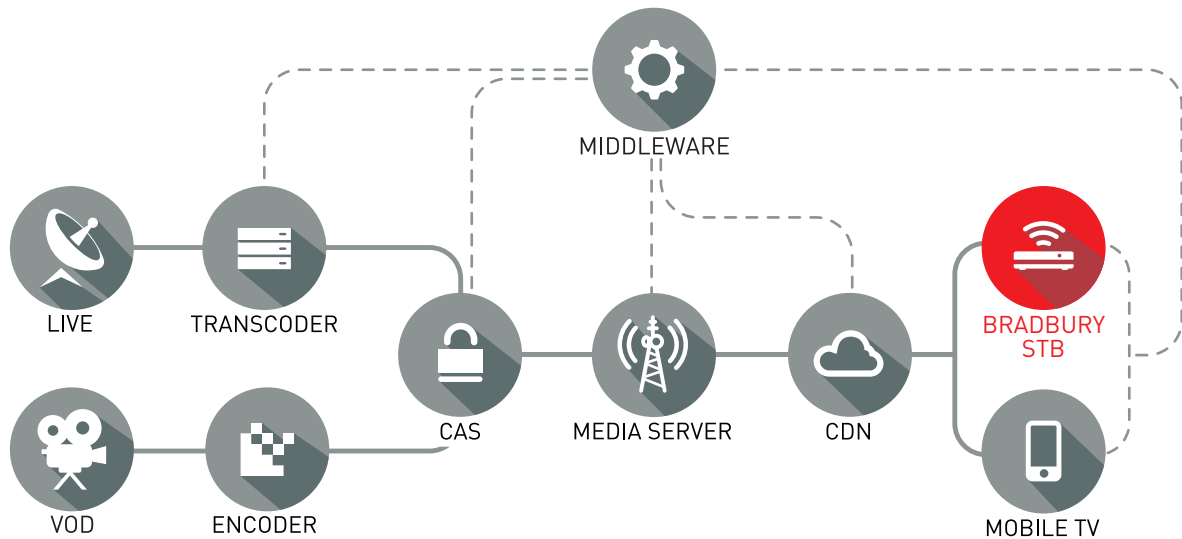 MIDDLEWARE
LIVE
TRANSCODER
BRADBURY
STB
CAS
MEDIA SERVER
CDN
VOD
ENCODER
MOBILE TV